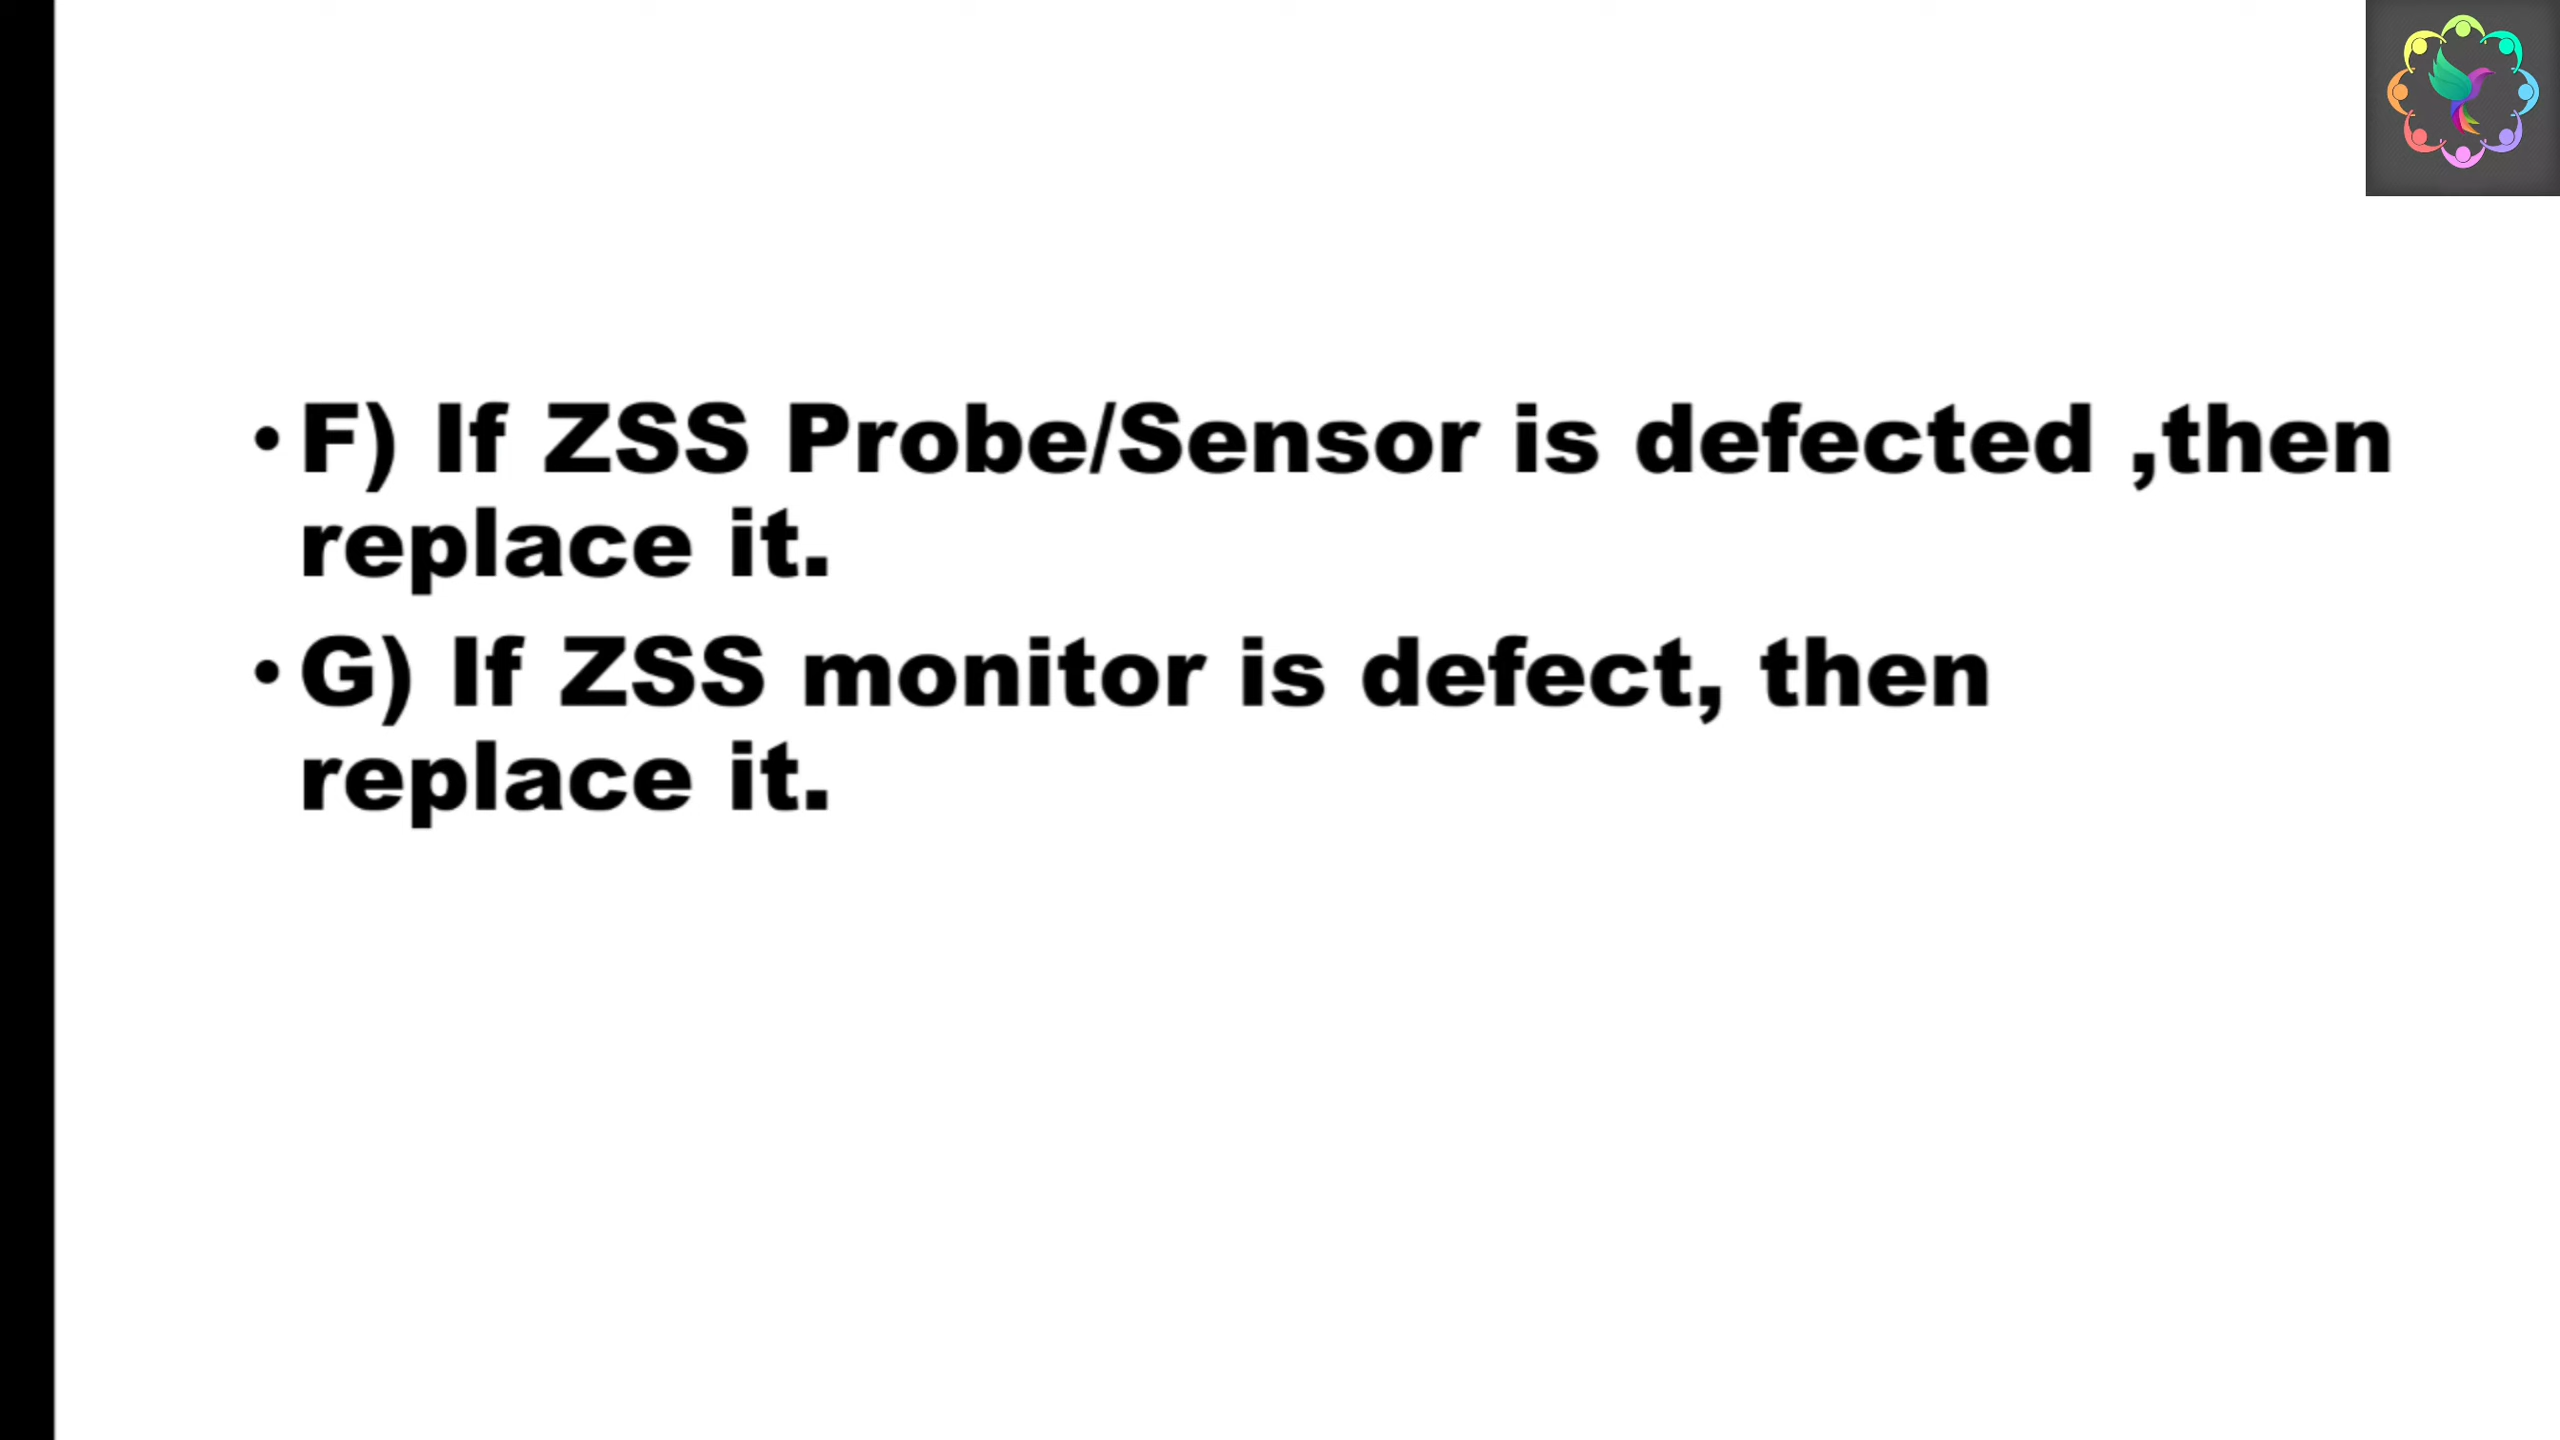 • F) If ZSS Probe/Sensor is defected ,then
replace it.
• G) If ZSS monitor is defect, then
replace it.